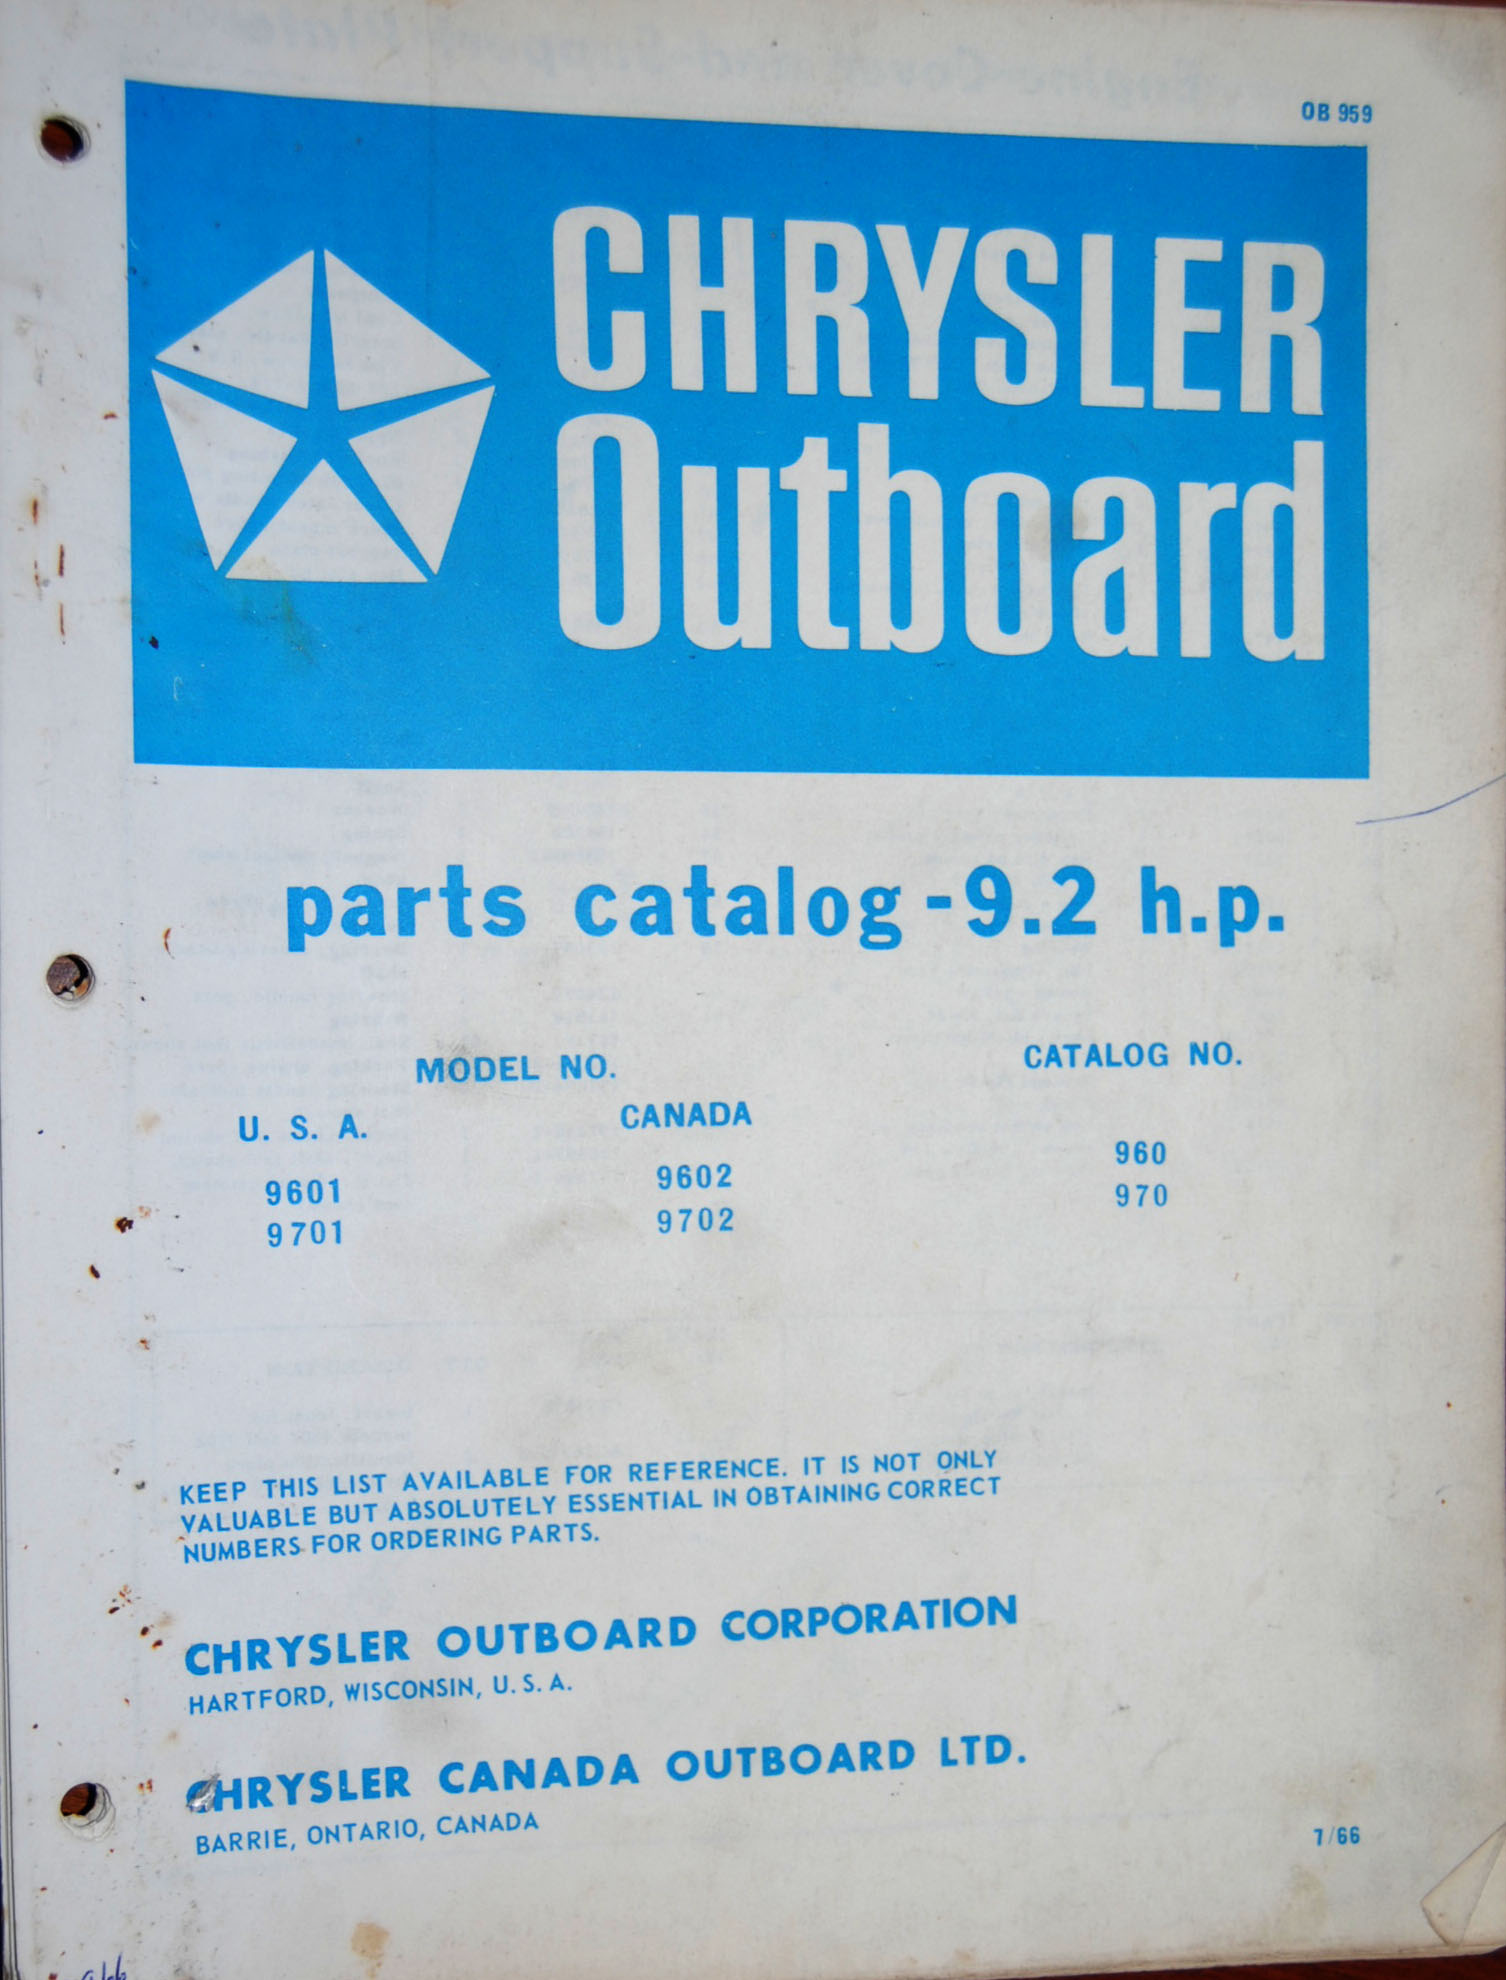 OB 959
CHRYSLER
Outboard
parts catalog - 9.2 h.p.
MODEL NO.
CATALOG NO.
U. S. A.
CANADA
9601
9602
960
9701
9702
970
KEEP THIS LIST AVAILABLE FOR REFERENCE. IT IS NOT ONLY
VALUABLE BUT ABSOLUTELY ESSENTIAL IN OBTAINING CORRECT
NUMBERS FOR ORDERING PARTS.
CHRYSLER OUTBOARD CORPORATION
HARTFORD, WISCONSIN, U. S. A.
CHRYSLER CANADA OUTBOARD LTD.
BARRIE, ONTARIO, CANADA
7/66